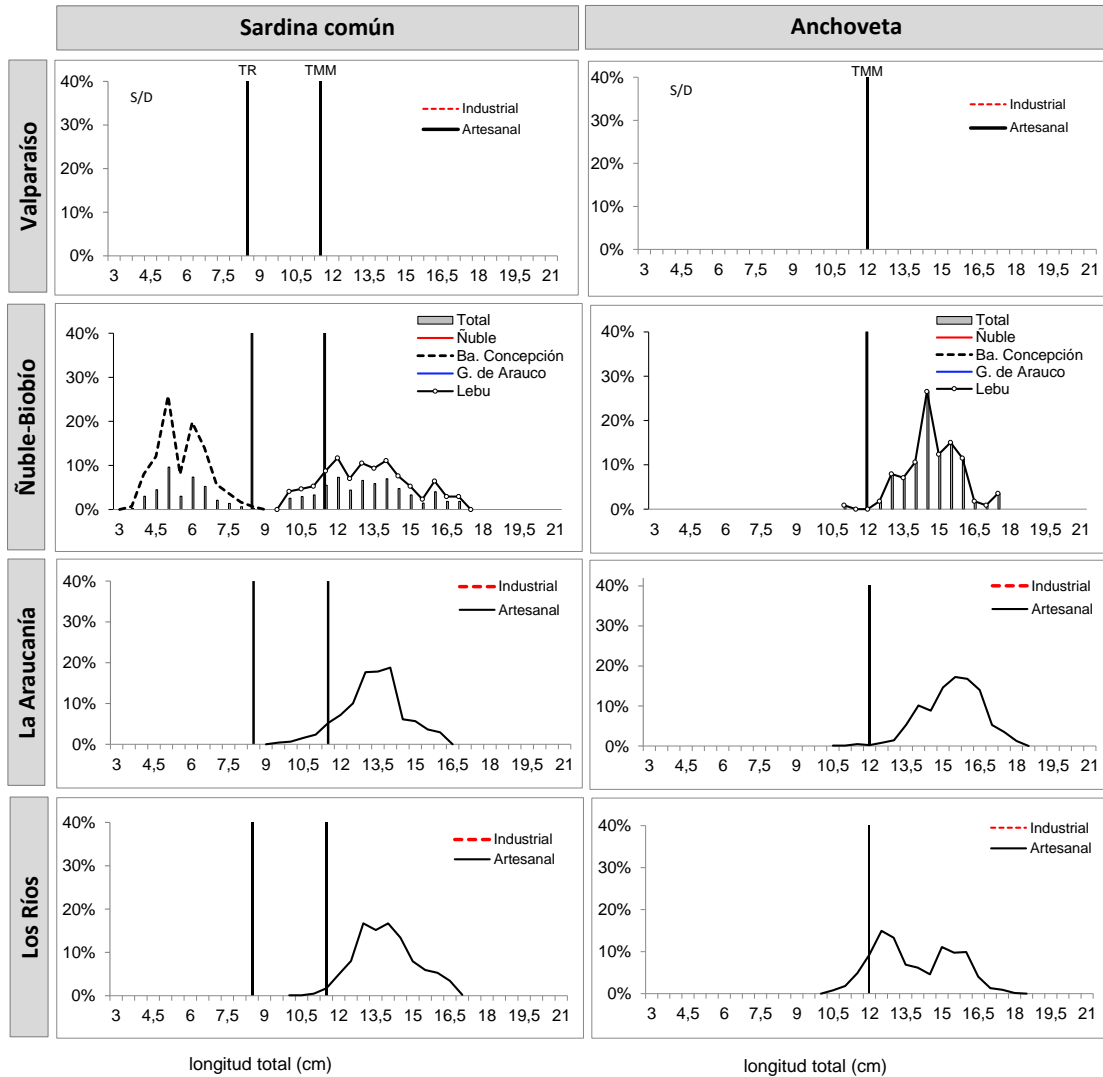 Sardina común
Anchoveta
Valparaíso
TR
TMM
S/D
Industrial
Artesanal
40%
30%
20%
10%
0%
3 4,5 6 7,5 9 10,5 12 13,5 15 16,5 18 19,5 21
TMM
S/D
Industrial
Artesanal
40%
30%
20%
10%
0%
3 4,5 6 7,5 9 10,5 12 13,5 15 16,5 18 19,5 21
Ñuble-Biobío
Total
Ñuble
Ba. Concepción
G. de Arauco
Lebu
40%
30%
20%
10%
0%
3 4,5 6 7,5 9 10,5 12 13,5 15 16,5 18 19,5 21
Total
Ñuble
Ba. Concepción
G. de Arauco
Lebu
40%
30%
20%
10%
0%
3 4,5 6 7,5 9 10,5 12 13,5 15 16,5 18 19,5 21
La Araucanía
Industrial
Artesanal
40%
30%
20%
10%
0%
3 4,5 6 7,5 9 10,5 12 13,5 15 16,5 18 19,5 21
Industrial
Artesanal
40%
30%
20%
10%
0%
3 4,5 6 7,5 9 10,5 12 13,5 15 16,5 18 19,5 21
Los Ríos
Industrial
Artesanal
40%
30%
20%
10%
0%
3 4,5 6 7,5 9 10,5 12 13,5 15 16,5 18 19,5 21
Industrial
Artesanal
40%
30%
20%
10%
0%
3 4,5 6 7,5 9 10,5 12 13,5 15 16,5 18 19,5 21
longitud total (cm)
longitud total (cm)